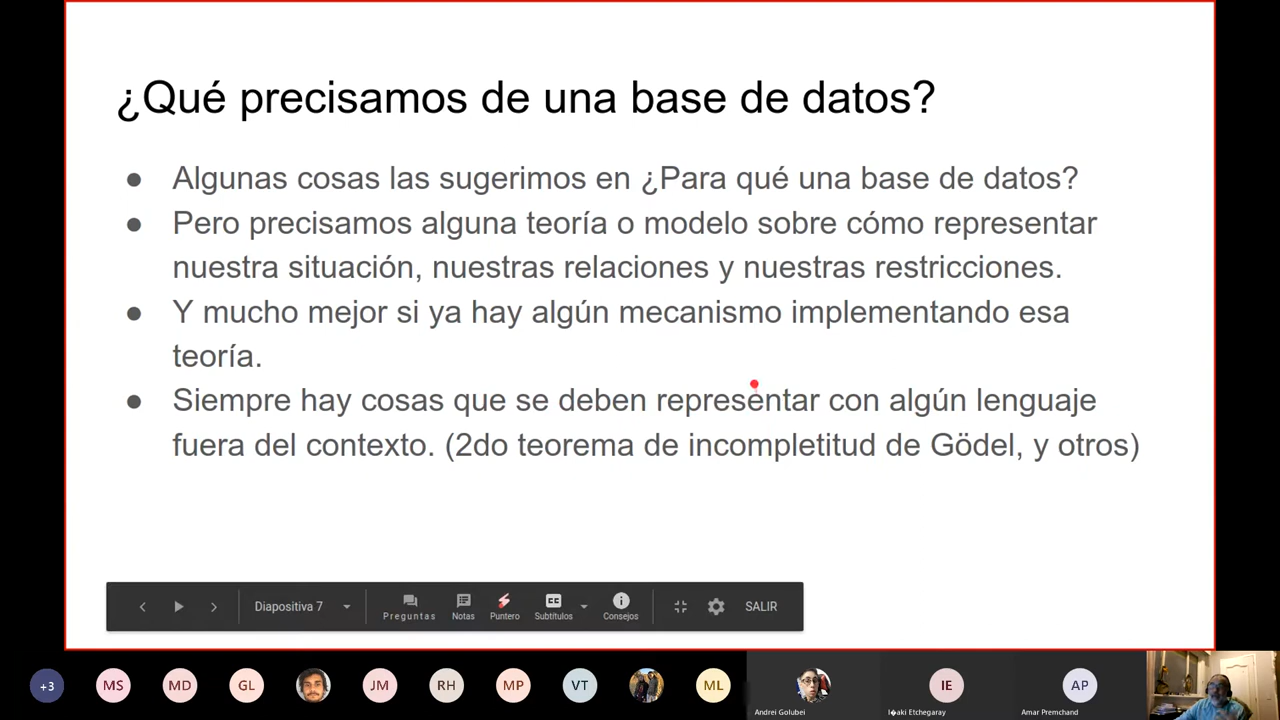 ¿Qué precisamos de una base de datos?
● Algunas cosas las sugerimos en ¿Para qué una base de datos?
● Pero precisamos alguna teoría o modelo sobre cómo representar
nuestra situación, nuestras relaciones y nuestras restricciones.
● Y mucho mejor si ya hay algún mecanismo implementando esa
teoría.
● Siempre hay cosas que se deben representar con algún lenguaje
fuera del contexto. (2do teorema de incompletitud de Gödel, y otros)
Diapositiva 7 Preguntas Notas Puntero CC Subtítulos Consejos SALIR
+3 MS MD GL JM RH MP VT ML IE AP
Andrei Golubei I�aki Etchegaray Amar Premchand